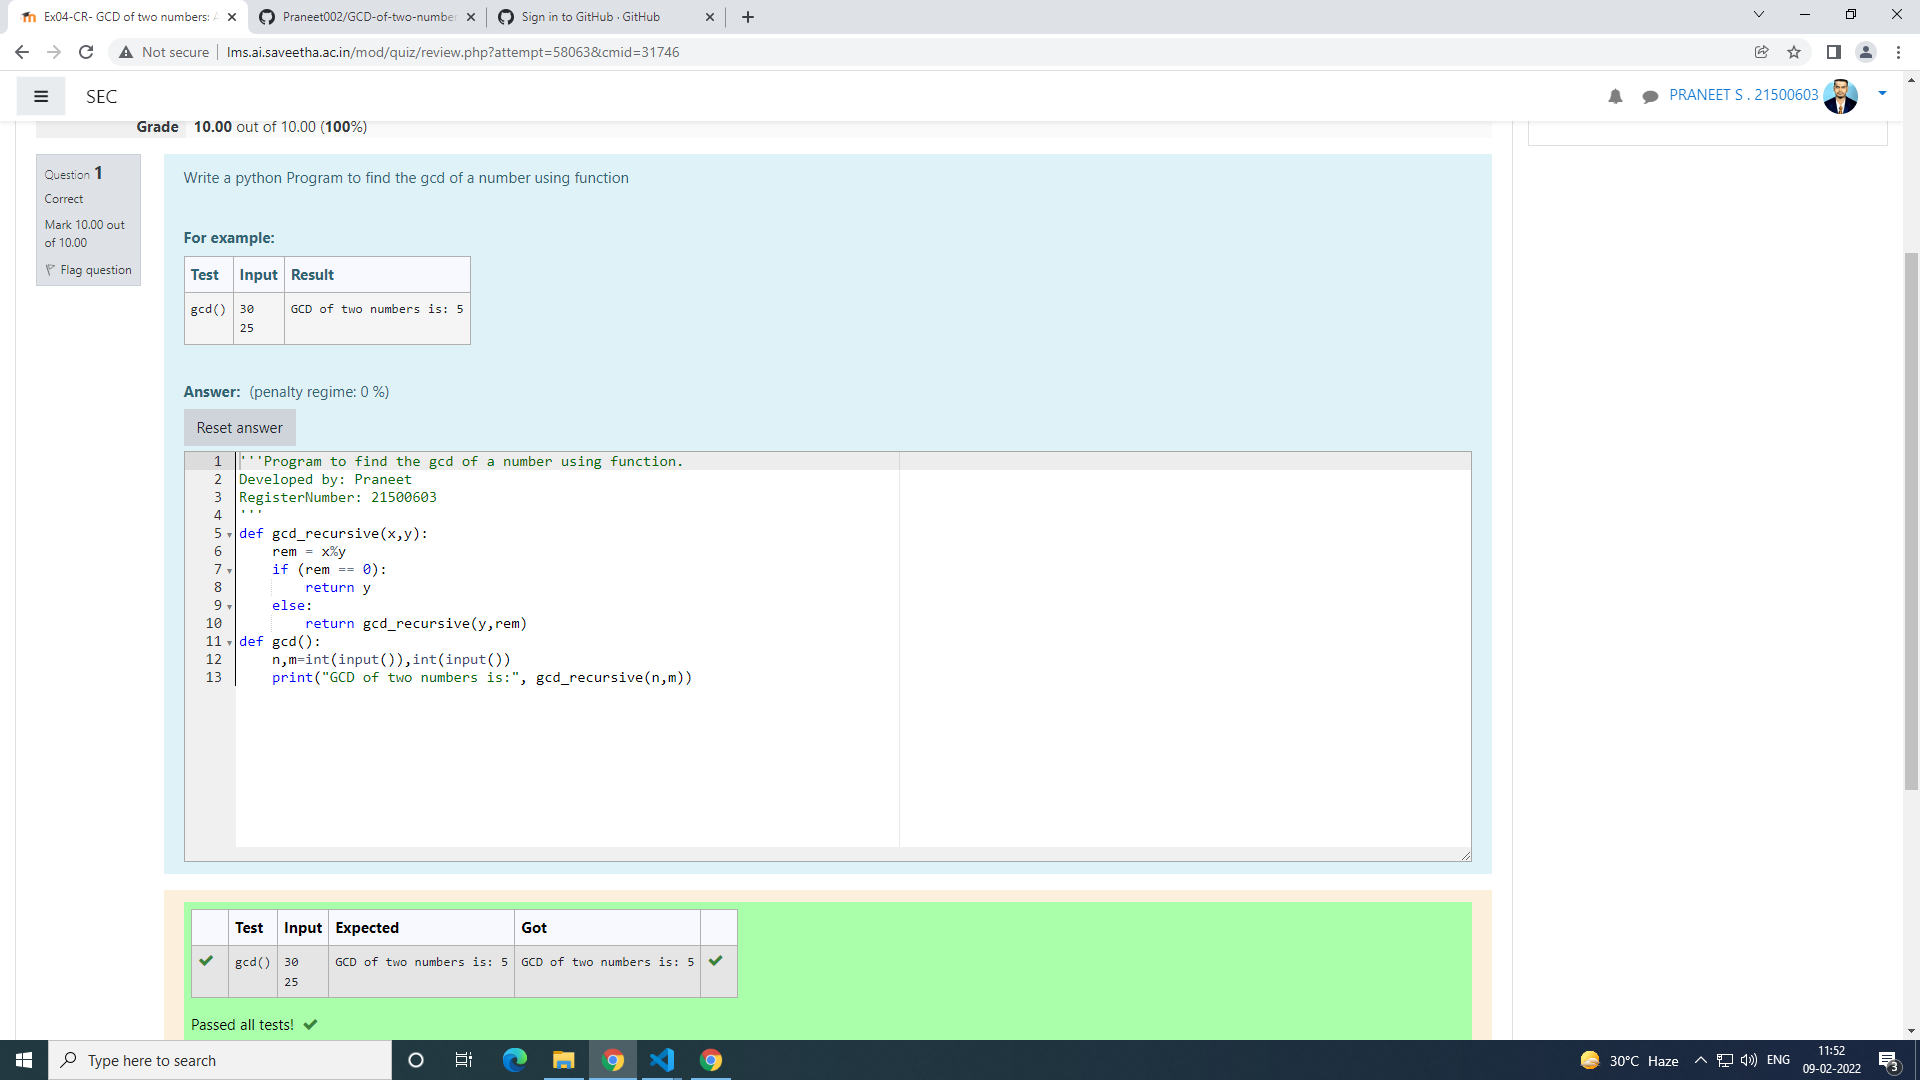 Ex04-CR- GCD of two numbers: A
Praneet002/GCD-of-two-number
Sign in to GitHub · GitHub
Not secure
lms.ai.saveetha.ac.in/mod/quiz/review.php?attempt=58063&cmid=31746
SEC
PRANEET S . 21500603
Grade 10.00 out of 10.00 (100%)
Question 1
Correct
Mark 10.00 out
of 10.00
Flag question
Write a python Program to find the gcd of a number using function
For example:
Test Input Result
gcd() 30 GCD of two numbers is: 5
25
Answer: (penalty regime: 0 %)
Reset answer
1 '''Program to find the gcd of a number using function.
2 Developed by: Praneet
3 RegisterNumber: 21500603
4 '''
5 def gcd_recursive(x,y):
6     rem = x%y
7     if (rem == 0):
8         return y
9     else:
10         return gcd_recursive(y,rem)
11 def gcd():
12     n,m=int(input()),int(input())
13     print("GCD of two numbers is:", gcd_recursive(n,m))
Test Input Expected Got
gcd() 30 GCD of two numbers is: 5 GCD of two numbers is: 5
25
Passed all tests!
Type here to search
30°C Haze
ENG
11:52
09-02-2022
3